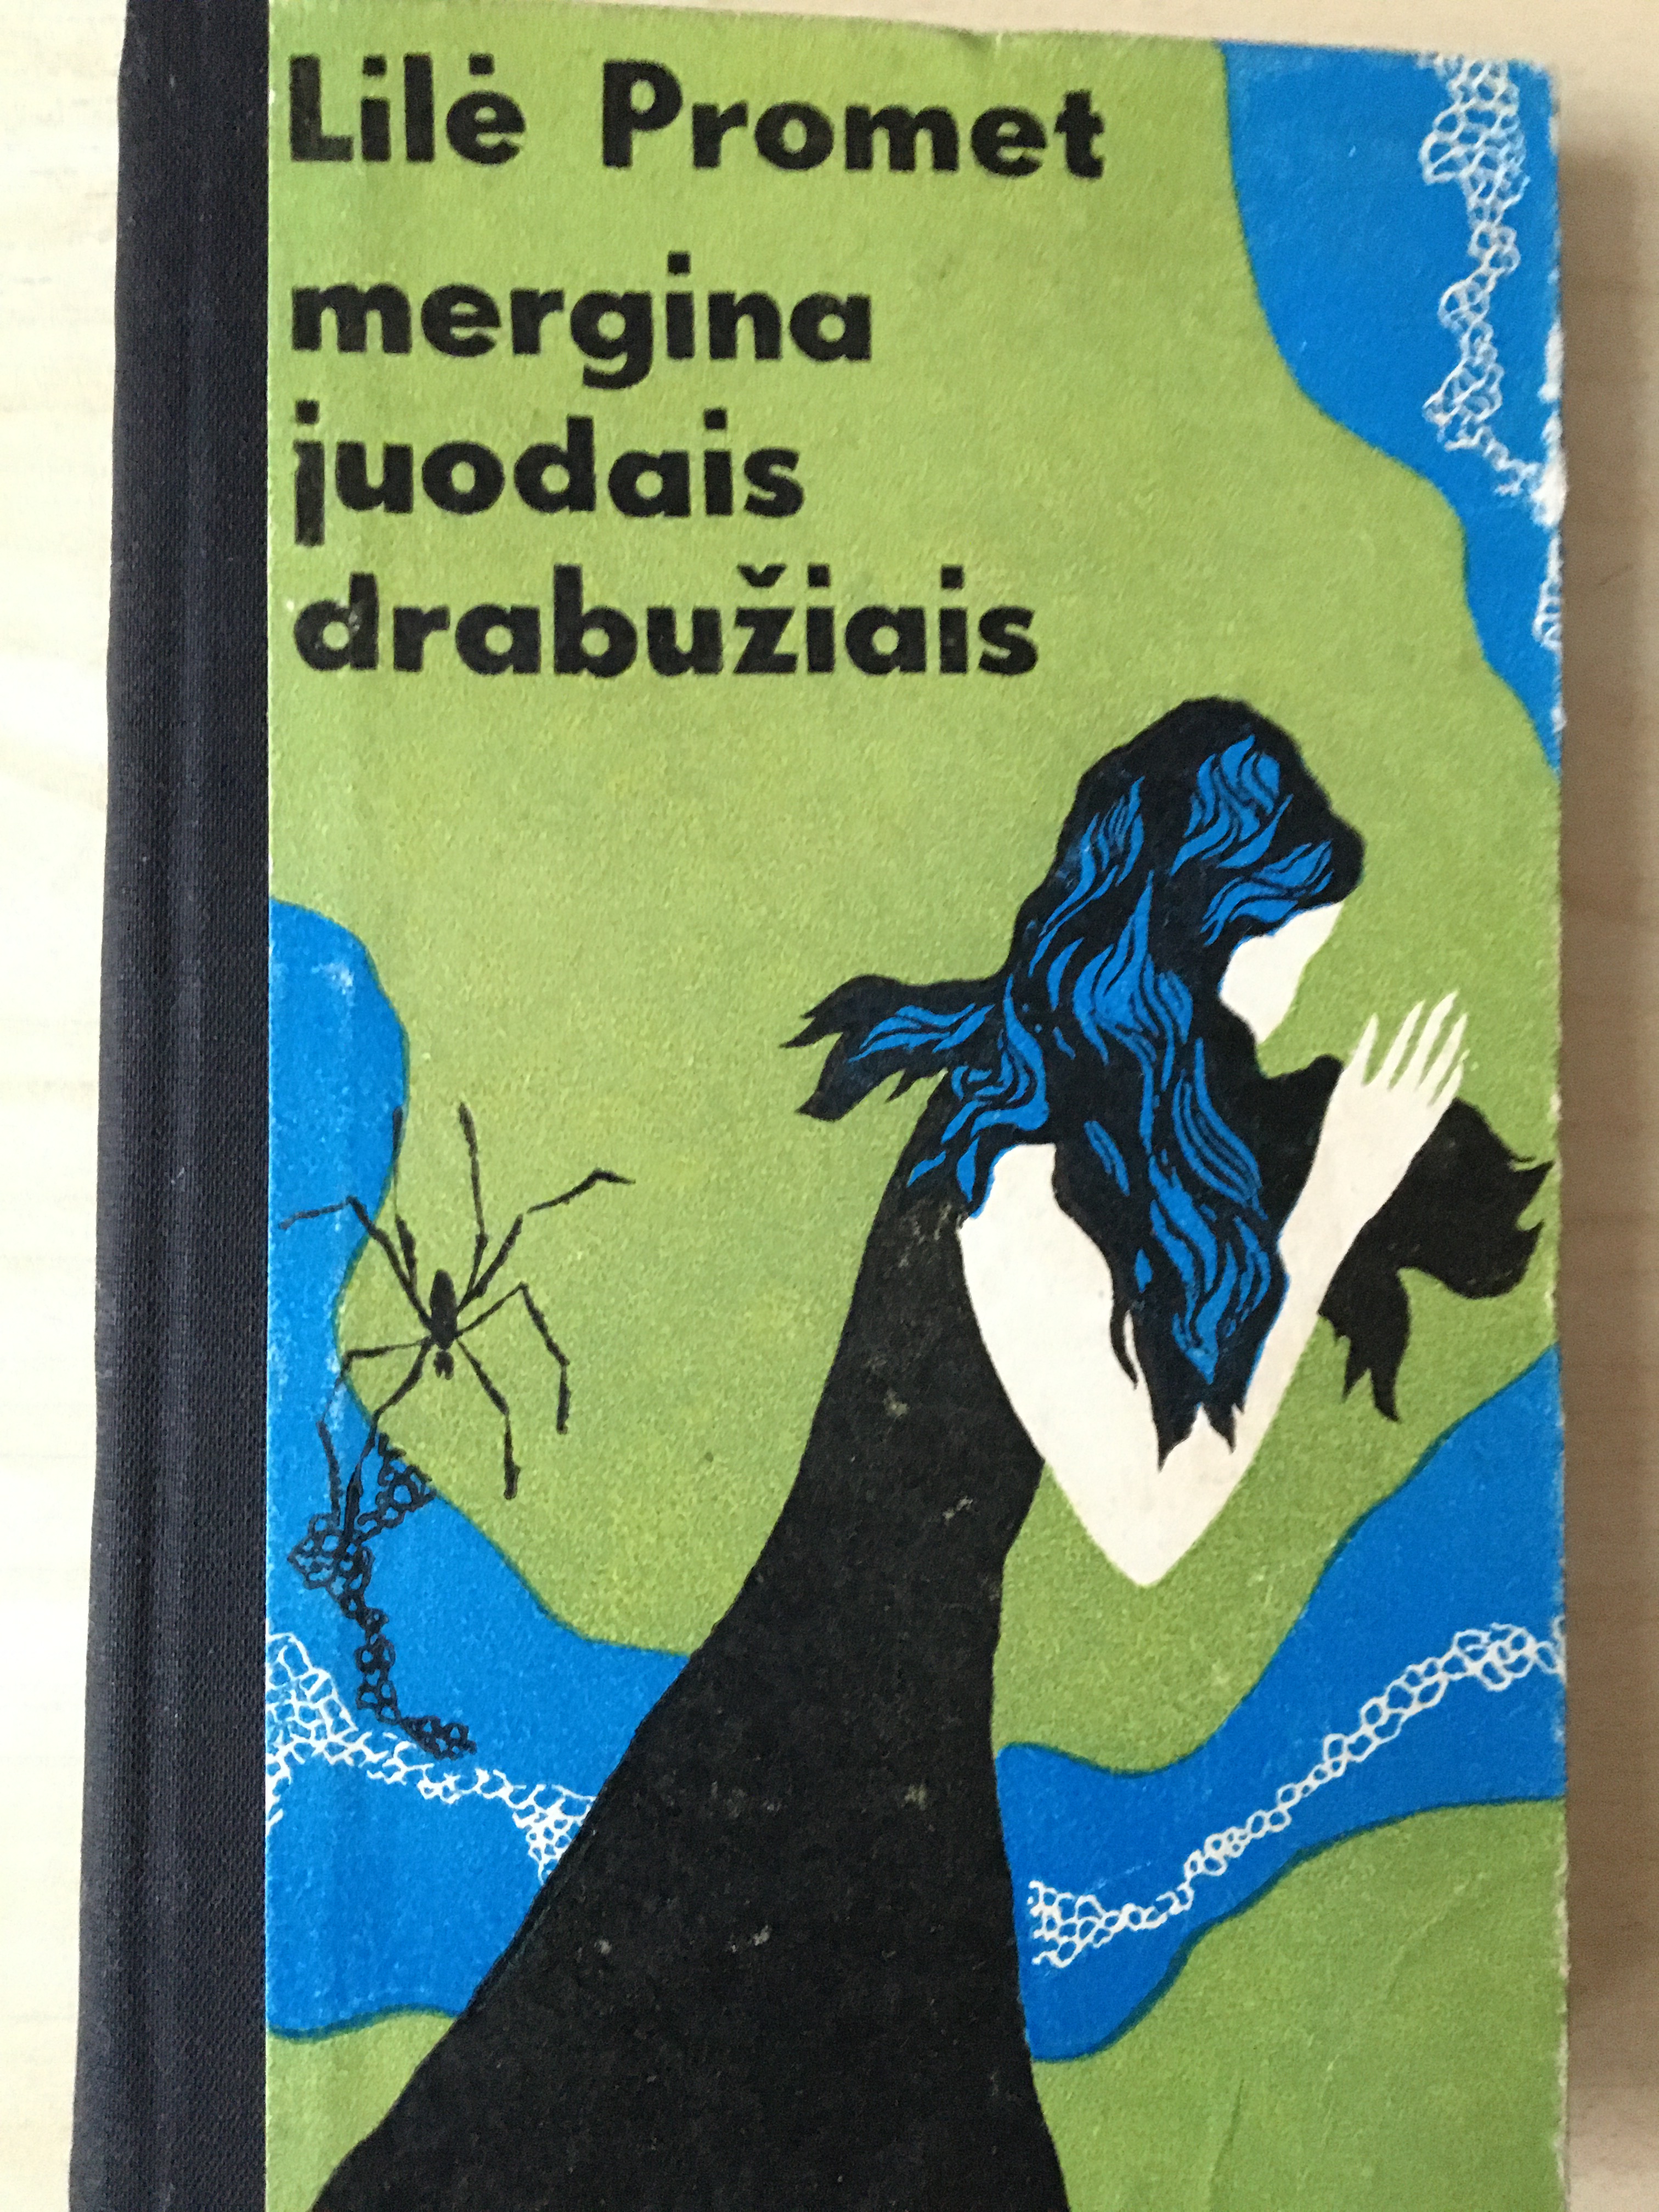 Lilė Promet
mergina
juodais
drabužiais